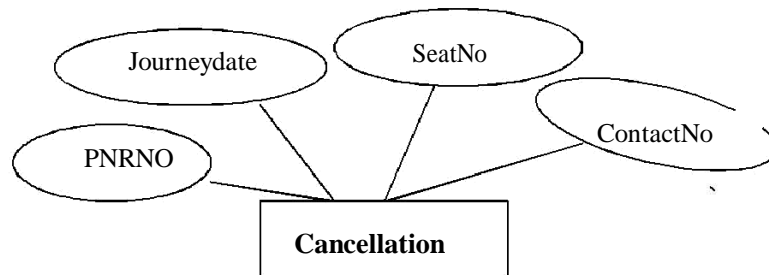 Journeydate
SeatNo
ContactNo
PNRNO
Cancellation